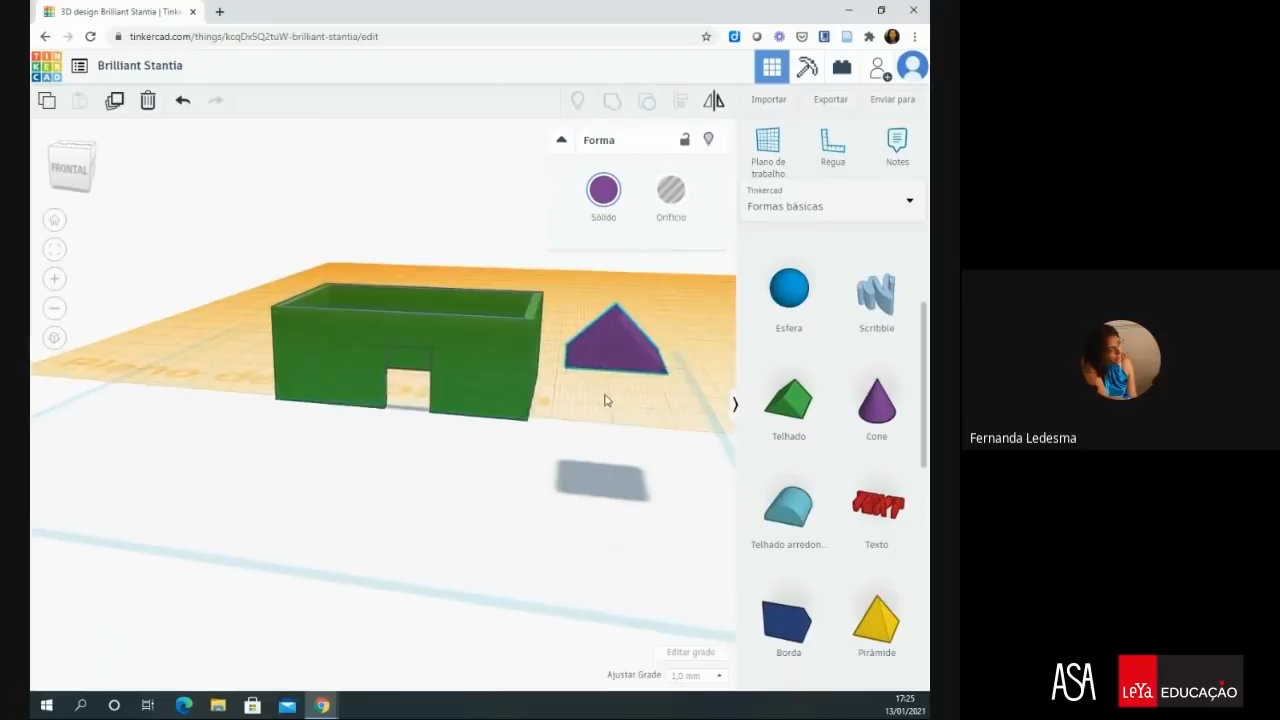 3D design Brilliant Stantia | Tink
tinkercad.com/things/kcqDx5Q2tuW-brilliant-stantia/edit
TIN
KER
CAD
Brilliant Stantia
Importar
Exportar
Enviar para
FRONTAL
Forma
Sólido
Orifício
Plano de
trabalho
Régua
Notes
Tinkercad
Formas básicas
Esfera
Scribble
Telhado
Cone
TEXT
Telhado arredon...
Texto
Borda
Pirâmide
Editar grade
Ajustar Grade
1,0 mm
17:25
13/01/2021
Fernanda Ledesma
ASA
LeYa EDUCAÇÃO